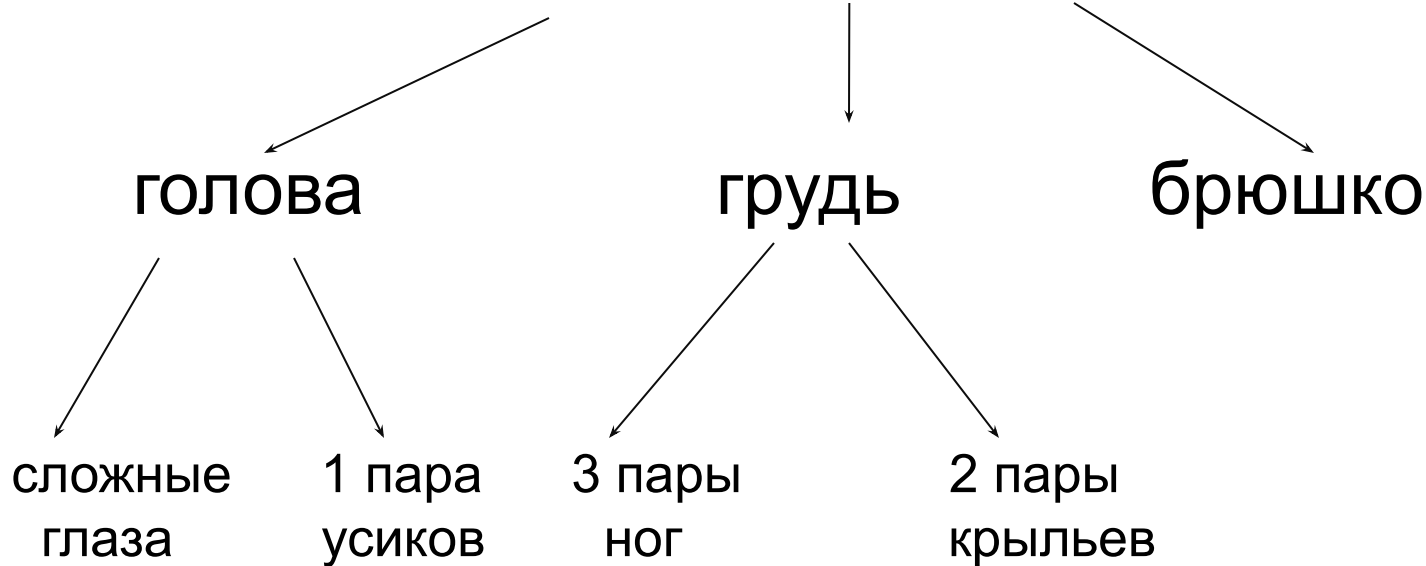 голова грудь брюшко
сложные 1 пара 3 пары 2 пары
глаза усиков ног крыльев